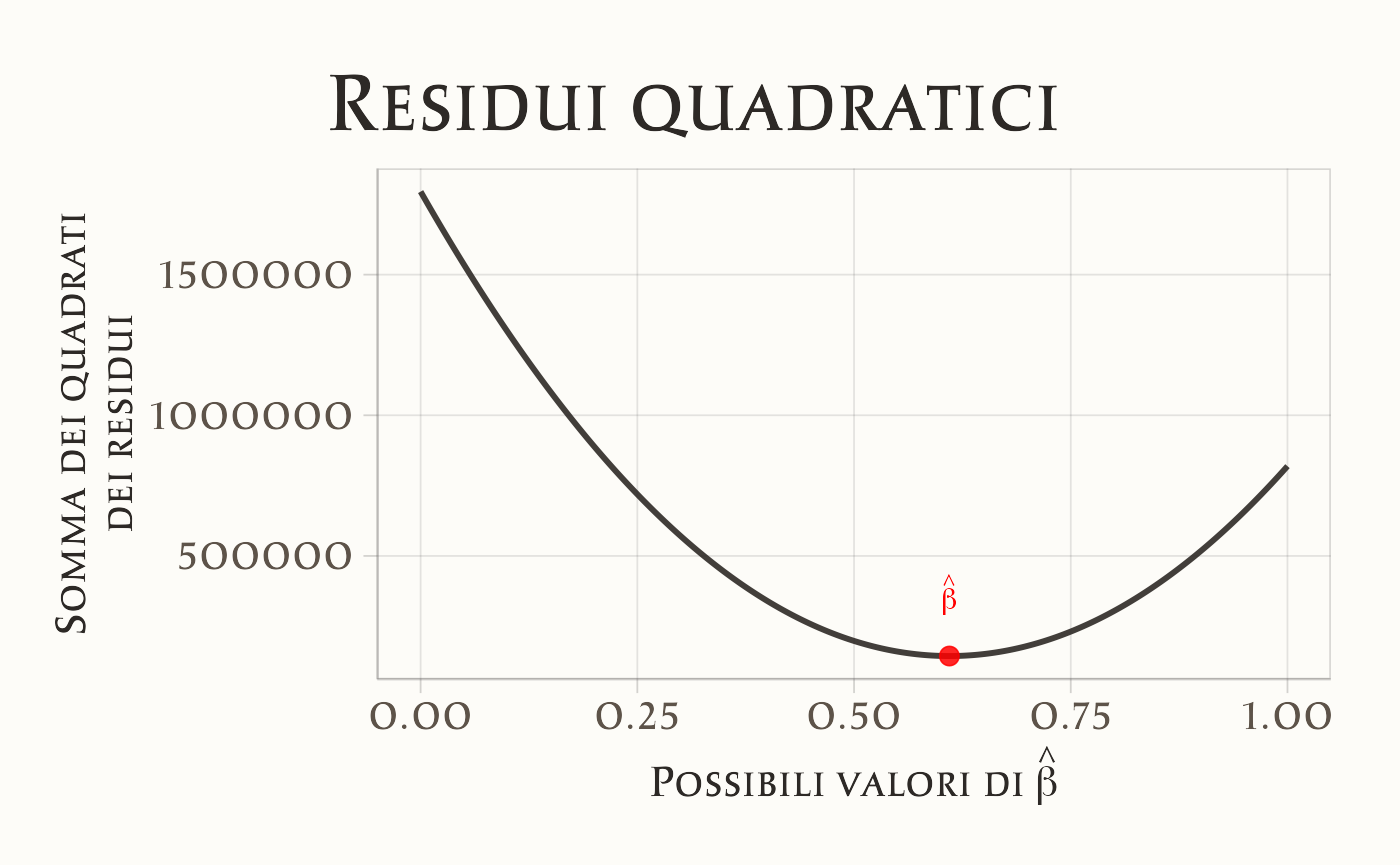 Residui quadratici
Somma dei quadrati
dei residui
1500000
1000000
500000
β̂
0.00 0.25 0.50 0.75 1.00
Possibili valori di β̂